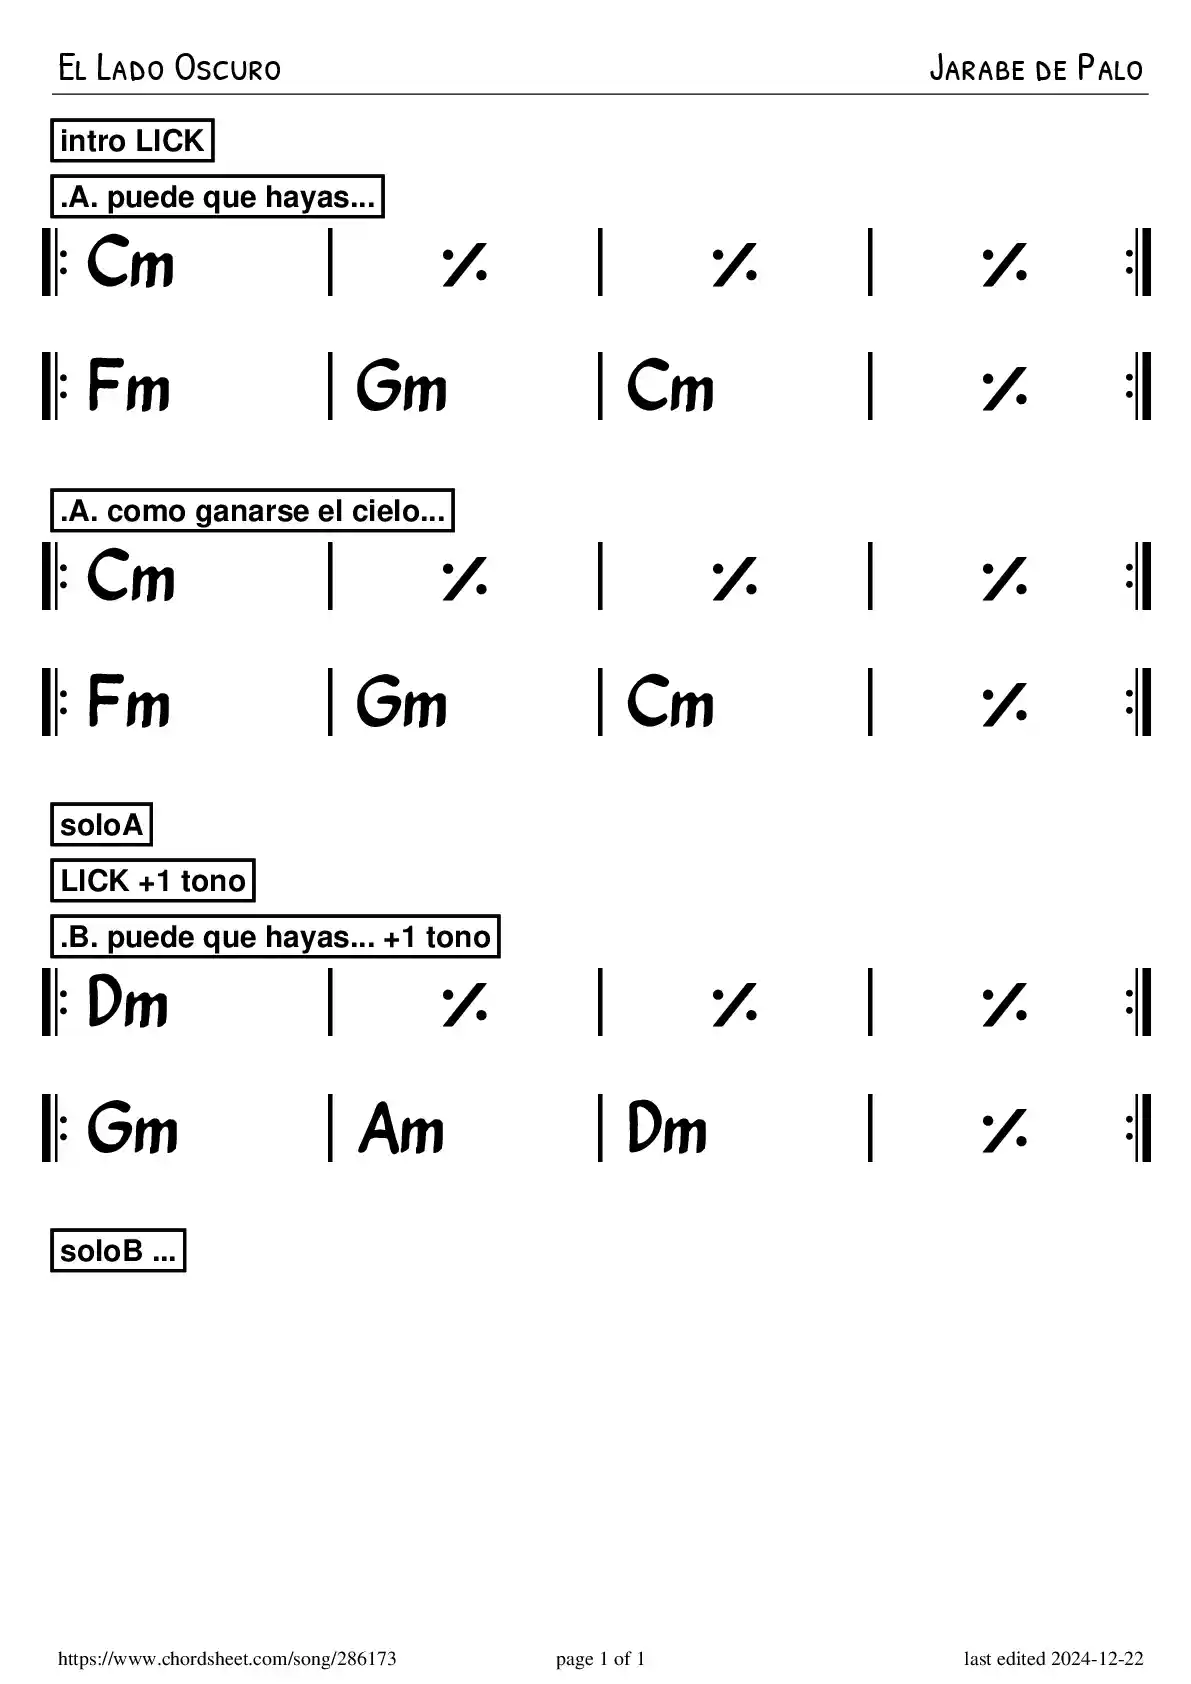 El Lado Oscuro Jarabe de Palo
intro LICK
.A. puede que hayas...
Cm | % | % | %
Fm | Gm | Cm | %
.A. como ganarse el cielo...
Cm | % | % | %
Fm | Gm | Cm | %
soloA
LICK +1 tono
.B. puede que hayas... +1 tono
Dm | % | % | %
Gm | Am | Dm | %
soloB ...
https://www.chordsheet.com/song/286173 page 1 of 1 last edited 2024-12-22